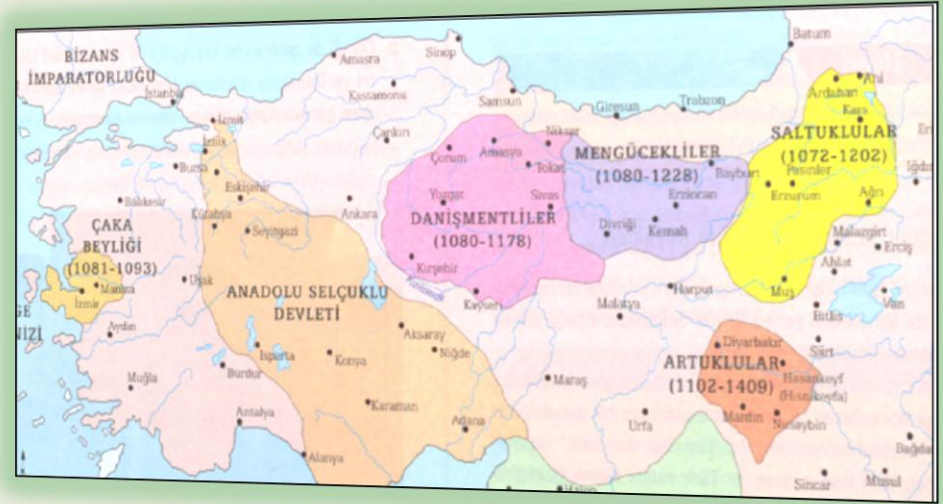 BİZANS
İMPARATORLUĞU
İstanbul
Amasra
Sinop
Batum
Kastamonu
Samsun
Giresun
Trabzon
Ardahan
Ani
Kars
İzmit
İznik
Çankırı
Çorum
Amasya
Niksar
Tokat
MENGÜCEKLİLER
(1080-1228)
Bayburt
SALTUKLULAR
(1072-1202)
Pasinler
Erzurum
Iğdır
Ağrı
Bursa
Eskişehir
Balıkesir
Kütahya
Seyitgazi
Ankara
Yozgat
Sivas
DANİŞMENTLİLER
(1080-1178)
Erzincan
Divriği
Kemah
Malazgirt
Erciş
Ahlat
ÇAKA
BEYLİĞİ
(1081-1093)
Manisa
İzmir
Uşak
Kırşehir
Kızılırmak
Kayseri
Malatya
Harput
Muş
Bitlis
Van
ANADOLU SELÇUKLU
DEVLETİ
Aydın
Isparta
Burdur
Konya
Aksaray
Niğde
Diyarbakır
Siirt
ARTUKLULAR
(1102-1409)
Hasankeyf
(Hısnıkeyfa)
Muğla
Antalya
Karaman
Adana
Maraş
Urfa
Mardin
Nusaybin
Alanya
Halep
Sincar
Musul